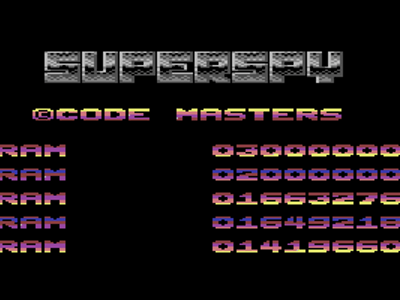 SUPERSPY
©CODE MASTERS
RAM 03000000
RAM 02000000
RAM 01663276
RAM 01649218
RAM 01419660